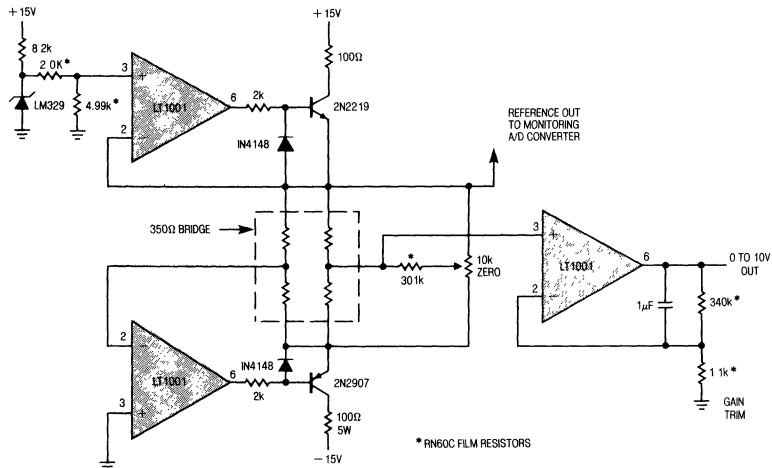 +15V
+15V
8 2k
2 0K*
100Ω
3
+
LT1001
6
2k
2N2219
LM329
4.99k*
2
−
IN4148
REFERENCE OUT
TO MONITORING
A/D CONVERTER
350Ω BRIDGE
*
301k
10k
ZERO
3
+
LT1001
6
0 TO 10V
OUT
2
−
1µF
340k*
2
−
LT1001
6
2k
IN4148
2N2907
3
+
1 1k*
GAIN
TRIM
100Ω
5W
−15V
*RN60C FILM RESISTORS